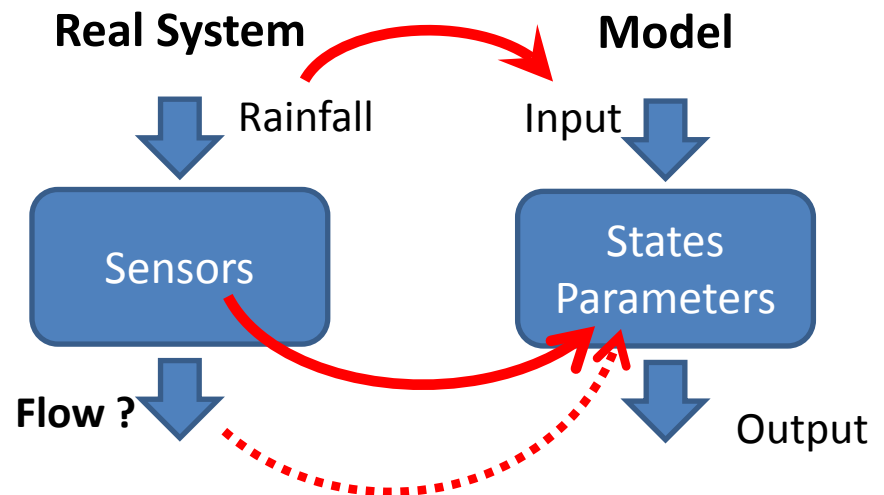 Real System
Model
Rainfall
Input
Sensors
States
Parameters
Flow ?
Output